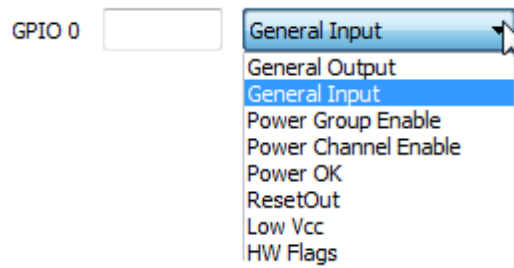 GPIO 0 General Input
General Output
General Input
Power Group Enable
Power Channel Enable
Power OK
ResetOut
Low Vcc
HW Flags